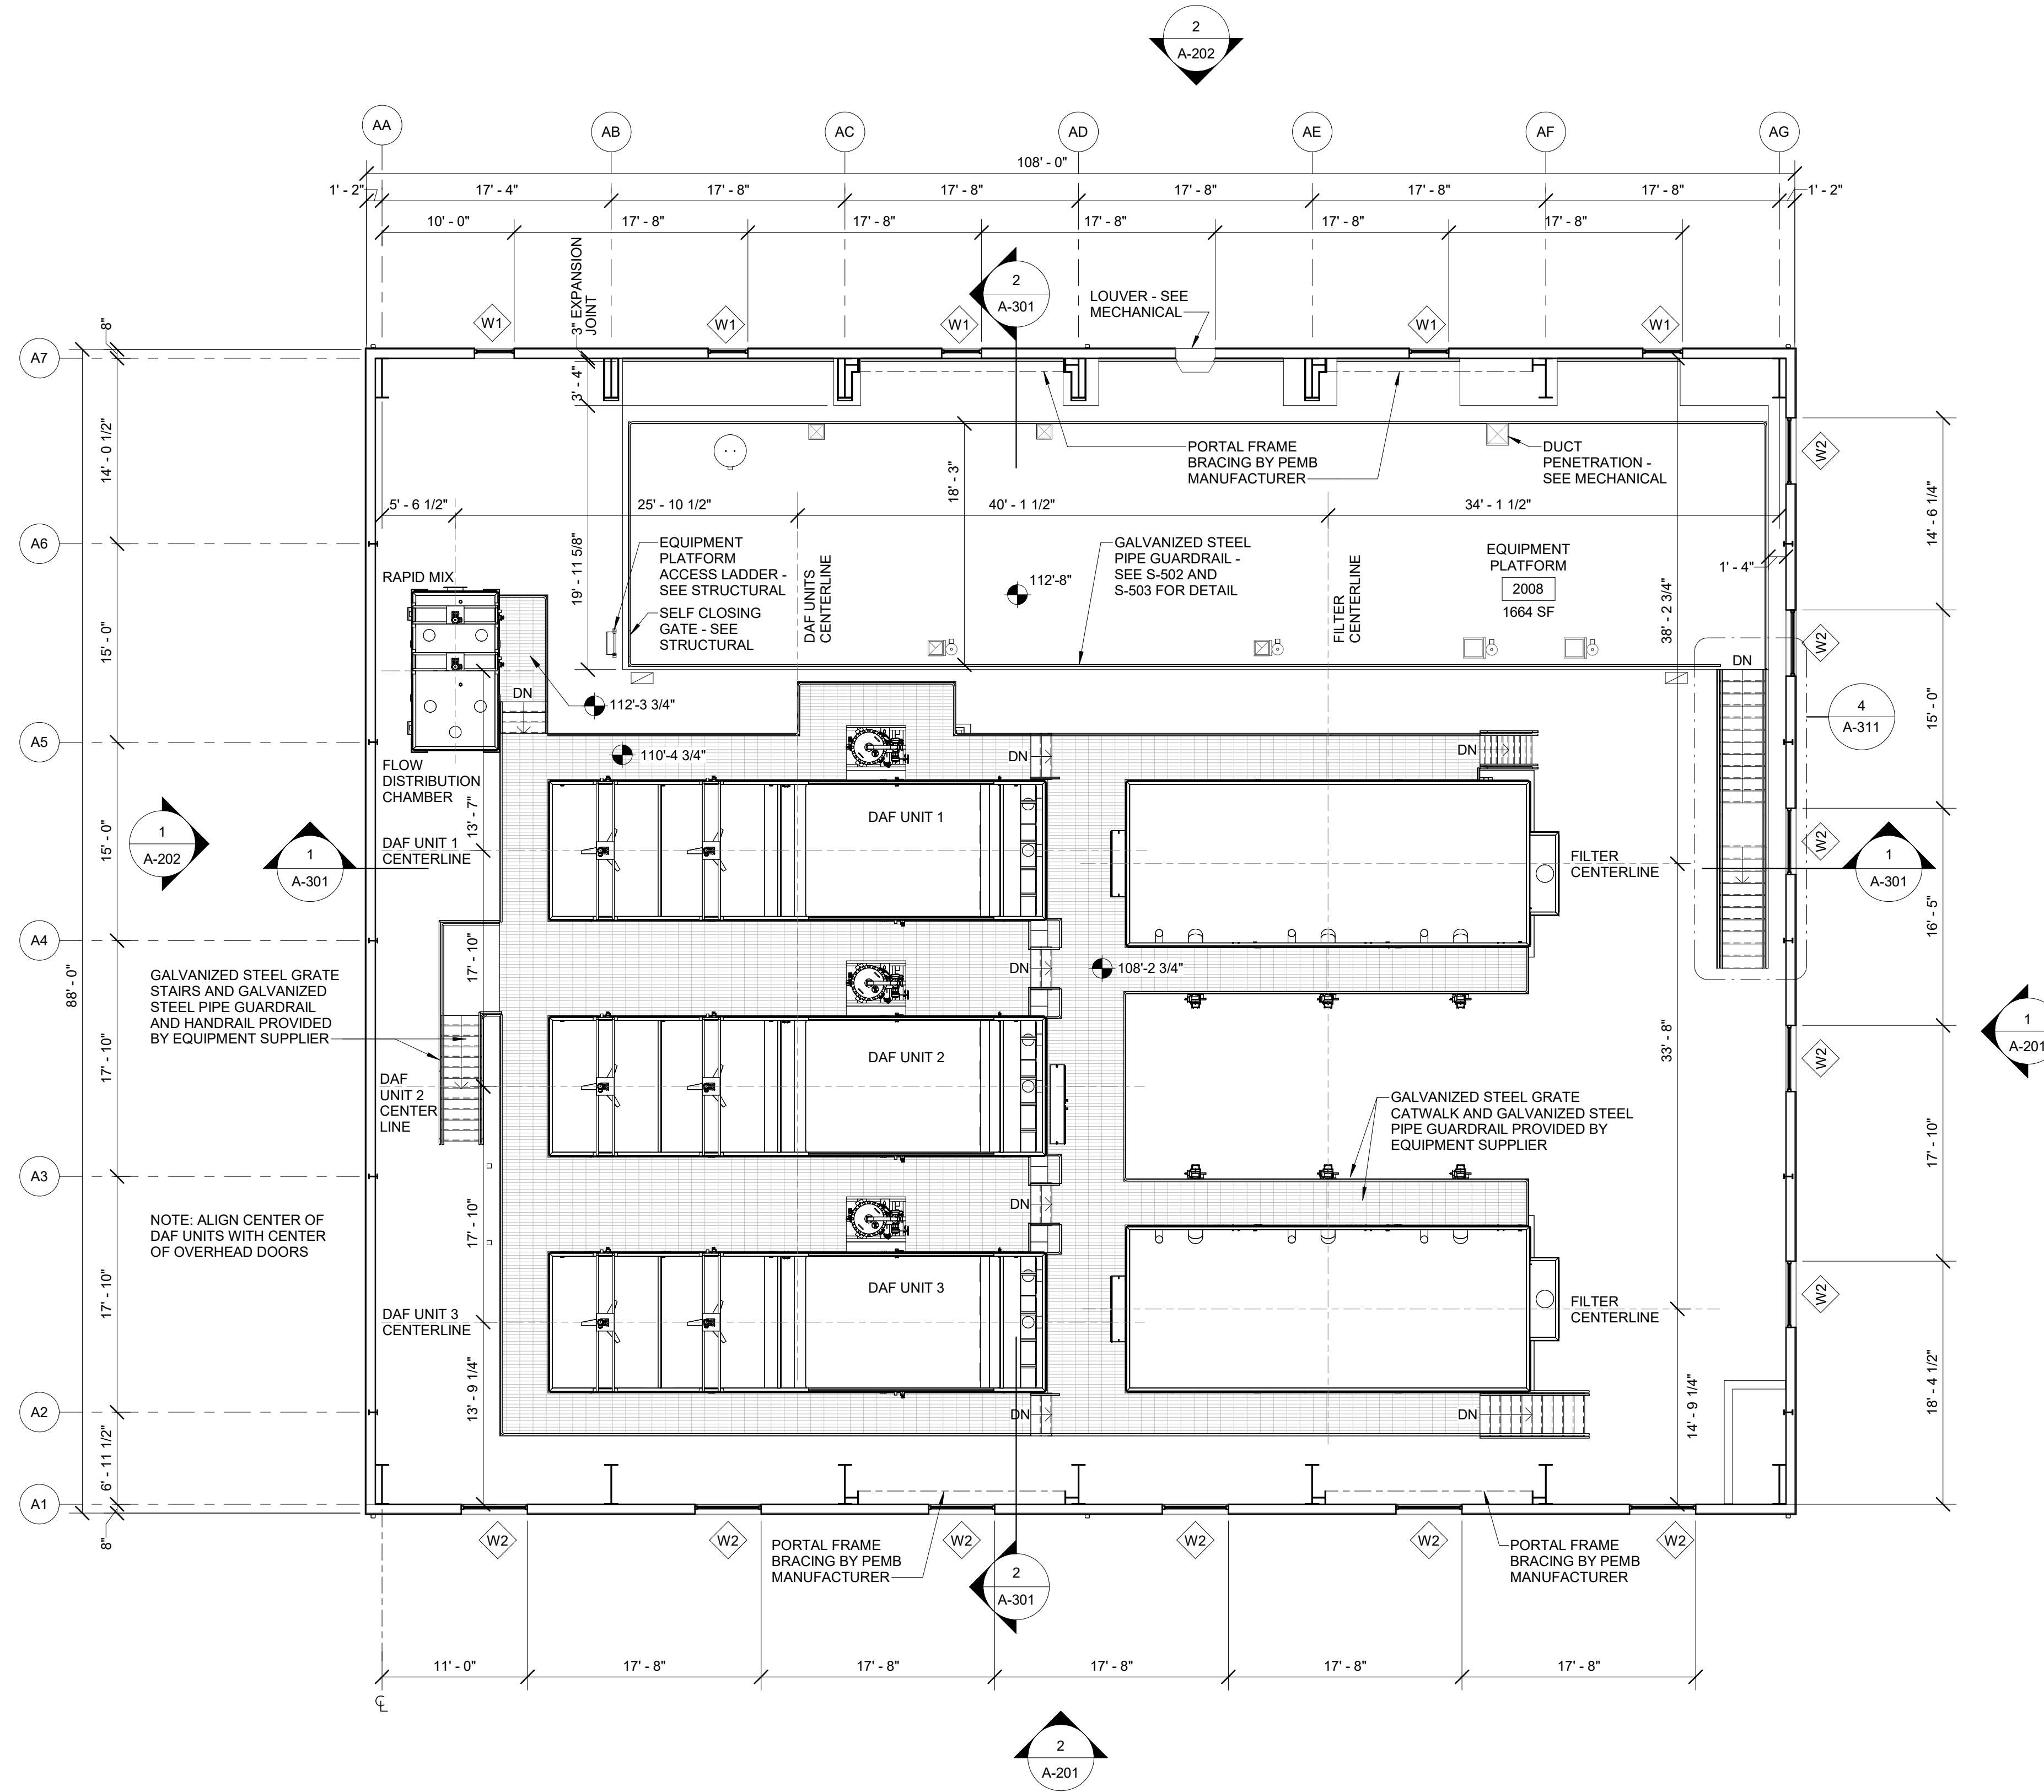 2
A-202
AA
AB
AC
AD
AE
AF
AG
108' - 0"
1' - 2"
17' - 4"
17' - 8"
17' - 8"
17' - 8"
17' - 8"
17' - 8"
1' - 2"
10' - 0"
17' - 8"
17' - 8"
17' - 8"
17' - 8"
17' - 8"
3" EXPANSION
JOINT
2
A-301
LOUVER - SEE
MECHANICAL
W1
W1
W1
W1
W1
8"
A7
3' - 4"
14' - 0 1/2"
PORTAL FRAME
BRACING BY PEMB
MANUFACTURER
DUCT
PENETRATION -
SEE MECHANICAL
W2
18' - 3"
5' - 6 1/2"
25' - 10 1/2"
40' - 1 1/2"
34' - 1 1/2"
14' - 6 1/4"
A6
EQUIPMENT
PLATFORM
ACCESS LADDER -
SEE STRUCTURAL
SELF CLOSING
GATE - SEE
STRUCTURAL
DAF UNITS
CENTERLINE
GALVANIZED STEEL
PIPE GUARDRAIL -
SEE S-502 AND
S-503 FOR DETAIL
112'-8"
FILTER
CENTERLINE
EQUIPMENT
PLATFORM
2008
1664 SF
1' - 4"
38' - 2 3/4"
19' - 11 5/8"
RAPID MIX
15' - 0"
W2
DN
DN
112'-3 3/4"
15' - 0"
4
A-311
A5
110'-4 3/4"
DN
DN
FLOW
DISTRIBUTION
CHAMBER
13' - 7"
DAF UNIT 1
1
A-202
15' - 0"
DAF UNIT 1
CENTERLINE
1
A-301
W2
FILTER
CENTERLINE
1
A-301
A4
17' - 10"
DN
108'-2 3/4"
16' - 5"
88' - 0"
GALVANIZED STEEL GRATE
STAIRS AND GALVANIZED
STEEL PIPE GUARDRAIL
AND HANDRAIL PROVIDED
BY EQUIPMENT SUPPLIER
17' - 10"
DAF UNIT 2
33' - 8"
W2
1
A-201
DAF
UNIT 2
CENTER
LINE
GALVANIZED STEEL GRATE
CATWALK AND GALVANIZED STEEL
PIPE GUARDRAIL PROVIDED BY
EQUIPMENT SUPPLIER
17' - 10"
A3
DN
NOTE: ALIGN CENTER OF
DAF UNITS WITH CENTER
OF OVERHEAD DOORS
17' - 10"
17' - 10"
DAF UNIT 3
W2
DAF UNIT 3
CENTERLINE
FILTER
CENTERLINE
13' - 9 1/4"
14' - 9 1/4"
18' - 4 1/2"
A2
DN
DN
6' - 11 1/2"
A1
8"
W2
W2
W2
W2
W2
W2
PORTAL FRAME
BRACING BY PEMB
MANUFACTURER
2
A-301
PORTAL FRAME
BRACING BY PEMB
MANUFACTURER
11' - 0"
17' - 8"
17' - 8"
17' - 8"
17' - 8"
17' - 8"
CL
2
A-201